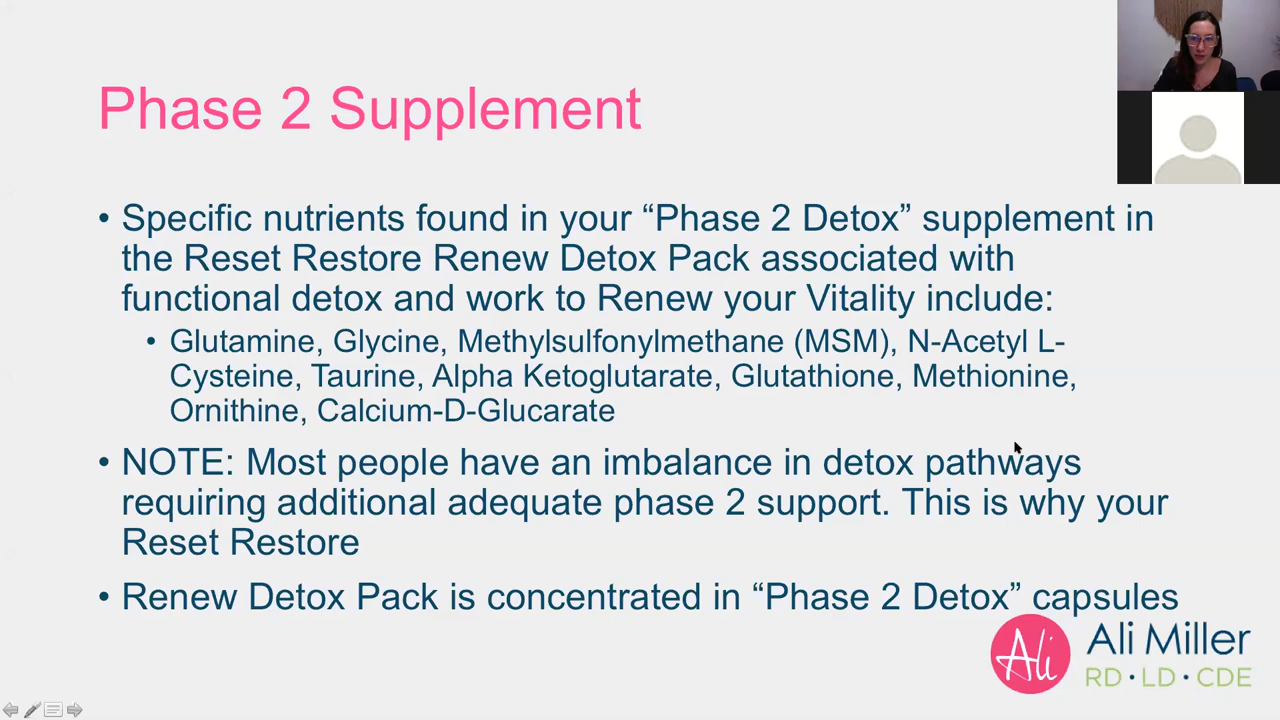 Phase 2 Supplement
• Specific nutrients found in your “Phase 2 Detox” supplement in
the Reset Restore Renew Detox Pack associated with
functional detox and work to Renew your Vitality include:
• Glutamine, Glycine, Methylsulfonylmethane (MSM), N-Acetyl L-
Cysteine, Taurine, Alpha Ketoglutarate, Glutathione, Methionine,
Ornithine, Calcium-D-Glucarate
• NOTE: Most people have an imbalance in detox pathways
requiring additional adequate phase 2 support. This is why your
Reset Restore
• Renew Detox Pack is concentrated in “Phase 2 Detox” capsules
Ali
Ali Miller
RD • LD • CDE